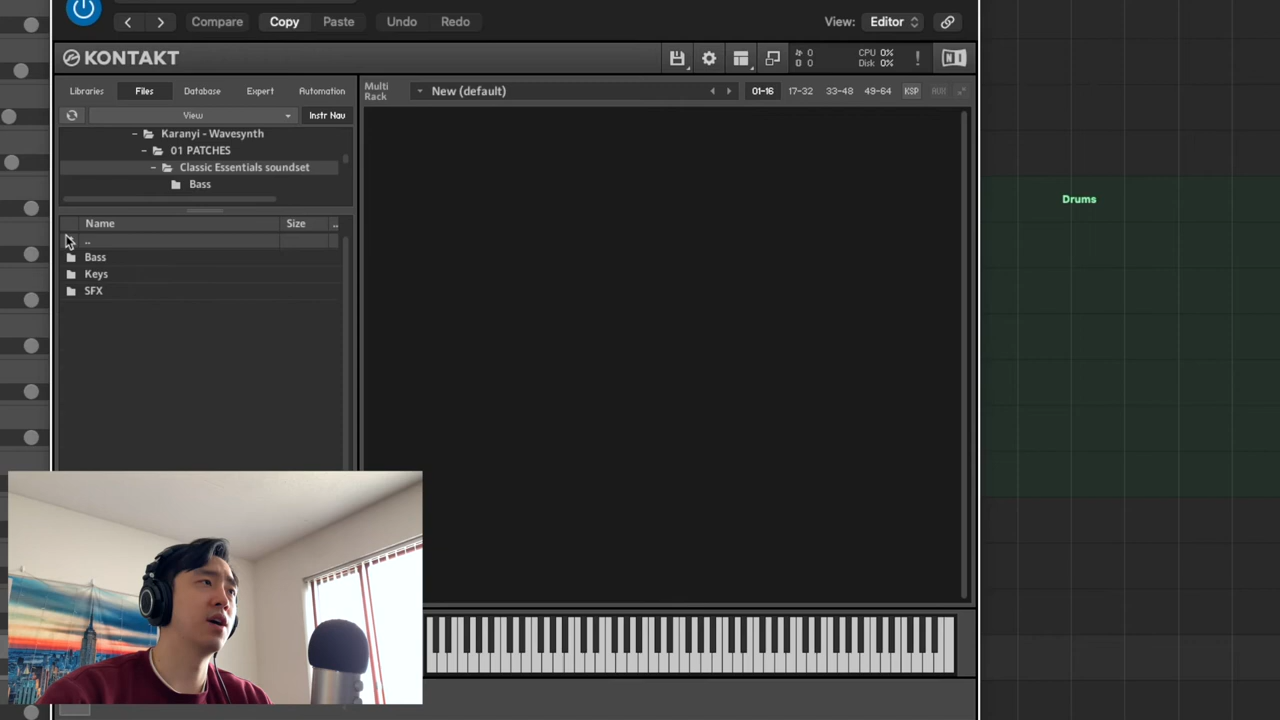 Compare Copy Paste Undo Redo View: Editor
KONTAKT 0 0 CPU 0% Disk 0% !
Libraries Files Database Expert Automation
Multi Rack New (default) 01-16 17-32 33-48 49-64 KSP AUX
View Instr Nav
Karanyi - Wavesynth
01 PATCHES
Classic Essentials soundset
Bass
Name Size ..
..
Bass
Keys
SFX
Drums